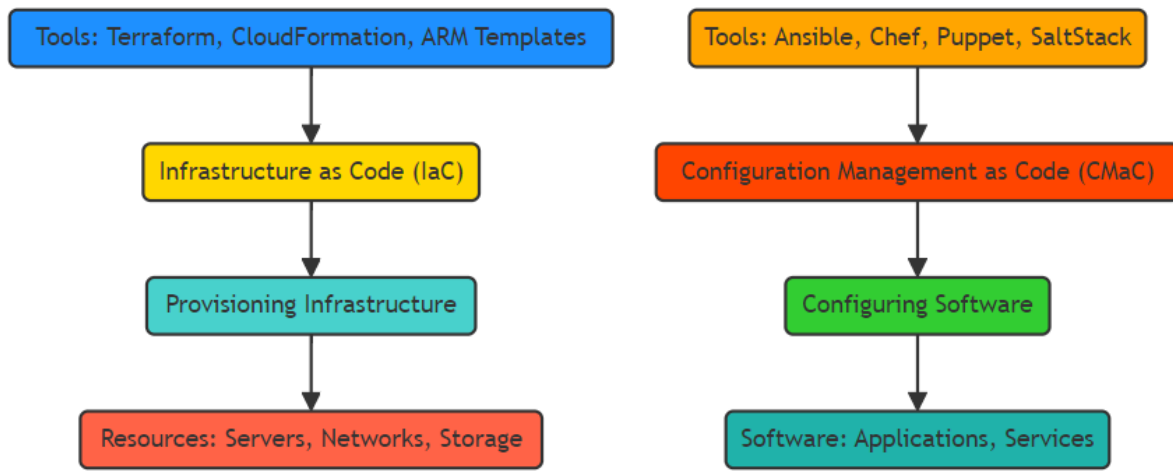 Tools: Terraform, CloudFormation, ARM Templates
Infrastructure as Code (IaC)
Provisioning Infrastructure
Resources: Servers, Networks, Storage
Tools: Ansible, Chef, Puppet, SaltStack
Configuration Management as Code (CMaC)
Configuring Software
Software: Applications, Services